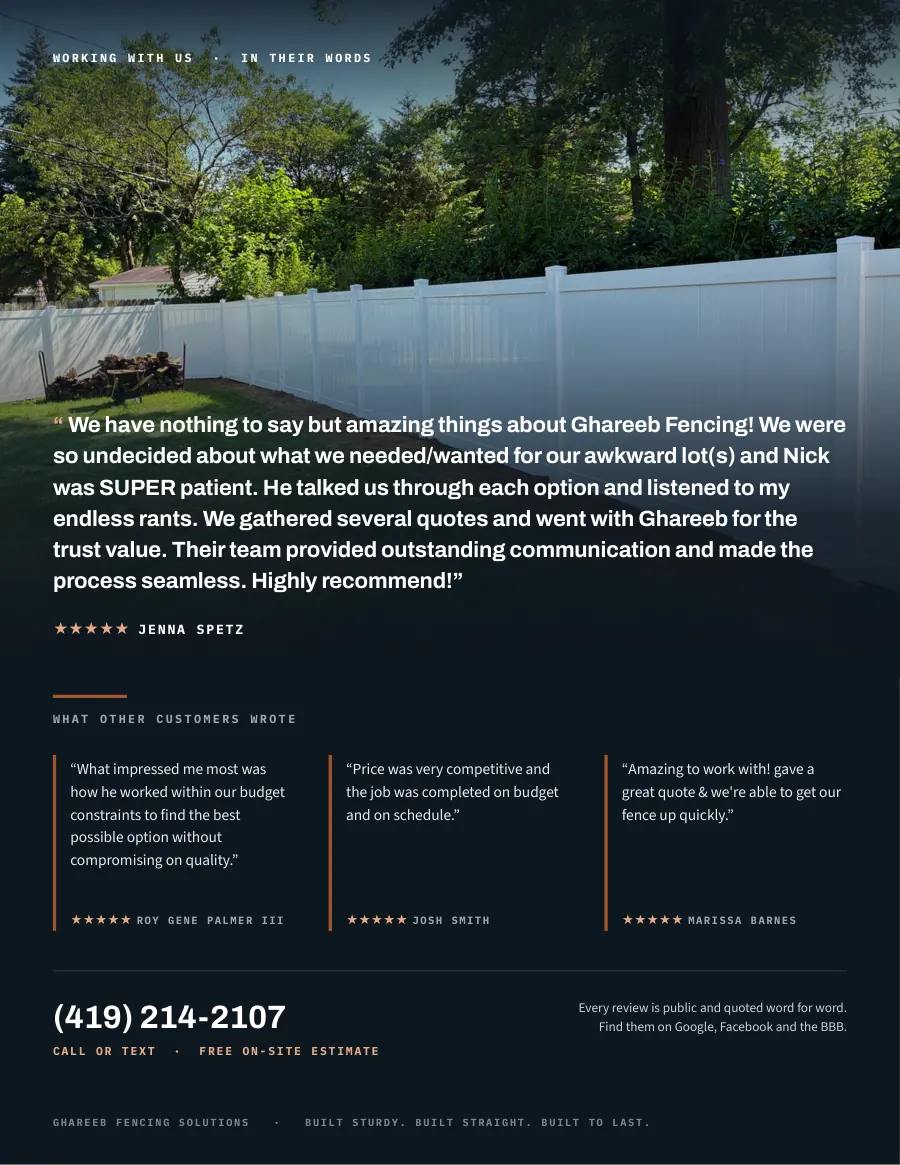 WORKING WITH US · IN THEIR WORDS
“ We have nothing to say but amazing things about Ghareeb Fencing! We were
so undecided about what we needed/wanted for our awkward lot(s) and Nick
was SUPER patient. He talked us through each option and listened to my
endless rants. We gathered several quotes and went with Ghareeb for the
trust value. Their team provided outstanding communication and made the
process seamless. Highly recommend!”
★★★★★ JENNA SPETZ
WHAT OTHER CUSTOMERS WROTE
“What impressed me most was
how he worked within our budget
constraints to find the best
possible option without
compromising on quality.”
★★★★★ ROY GENE PALMER III
“Price was very competitive and
the job was completed on budget
and on schedule.”
★★★★★ JOSH SMITH
“Amazing to work with! gave a
great quote & we're able to get our
fence up quickly.”
★★★★★ MARISSA BARNES
(419) 214-2107
CALL OR TEXT · FREE ON-SITE ESTIMATE
Every review is public and quoted word for word.
Find them on Google, Facebook and the BBB.
GHAREEB FENCING SOLUTIONS · BUILT STURDY. BUILT STRAIGHT. BUILT TO LAST.